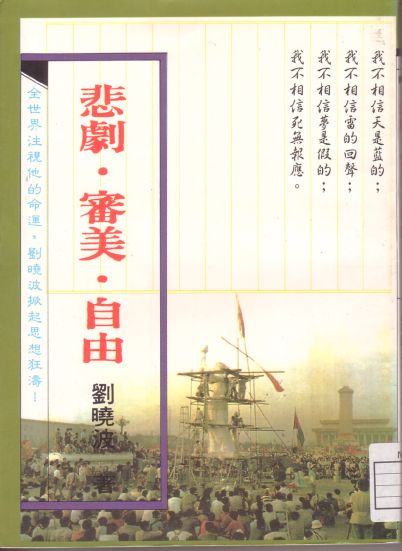 我不相信天是藍的；
我不相信雷的回聲；
我不相信夢是假的；
我不相信死無報應。
悲劇・審美・自由
劉曉波 著
全世界注視他的命運，劉曉波掀起思想狂濤！